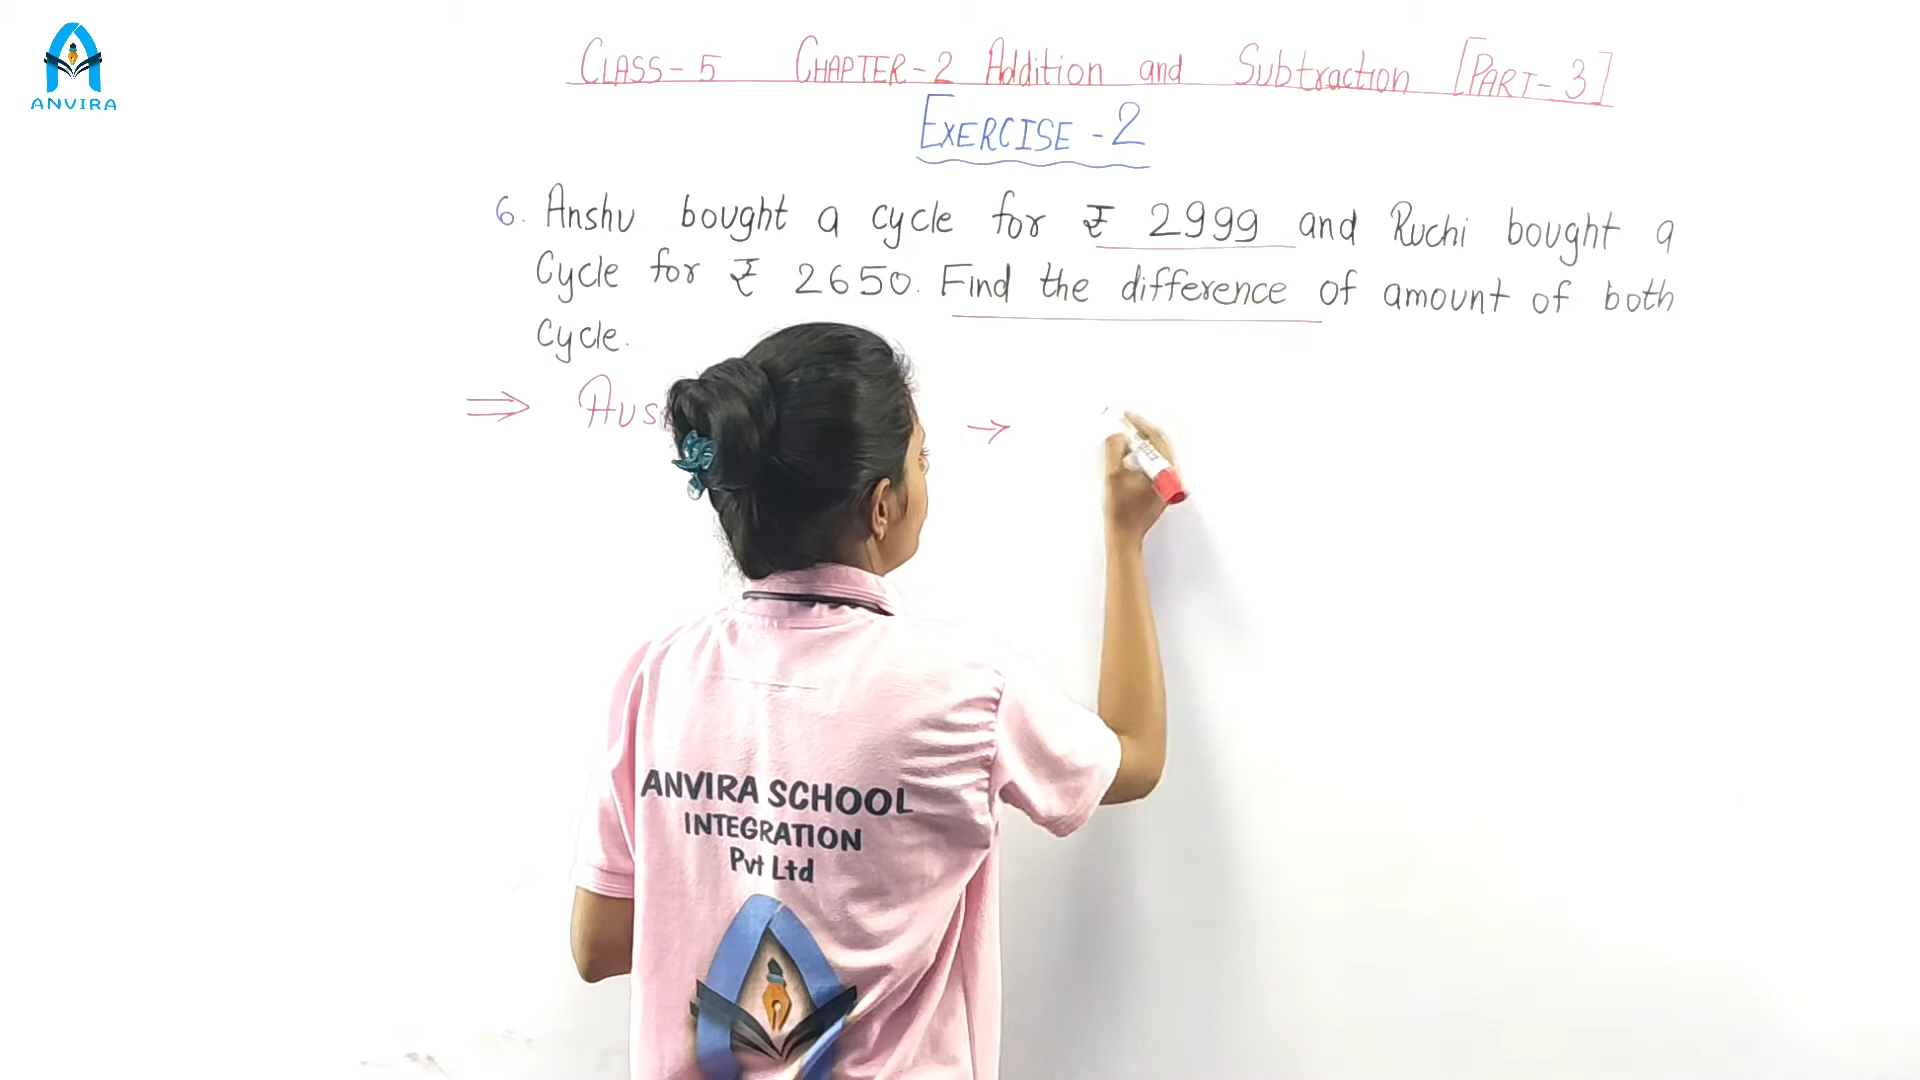 ANVIRA
CLASS-5 CHAPTER-2 Addition and Subtraction [PART-3]
EXERCISE-2
6. Anshu bought a cycle for ₹ 2999 and Ruchi bought a
Cycle for ₹ 2650. Find the difference of amount of both
Cycle.
⇒ →
ANVIRA SCHOOL
INTEGRATION
Pvt Ltd